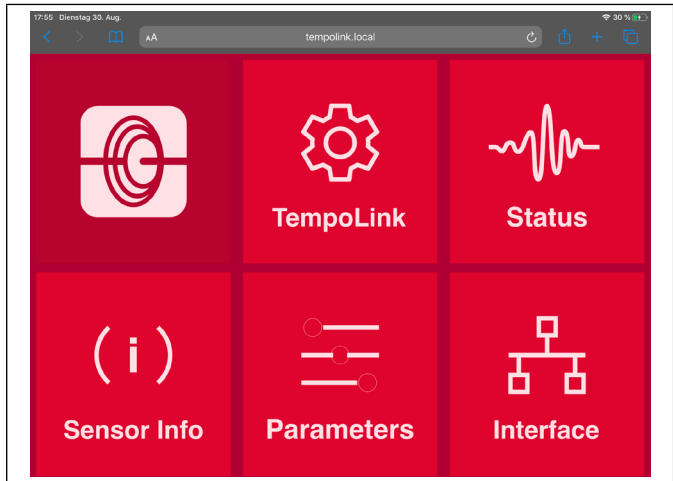 17:55 Dienstag 30. Aug.
30 %
AA
tempolink.local
TempoLink
Status
( i )
Sensor Info
Parameters
Interface